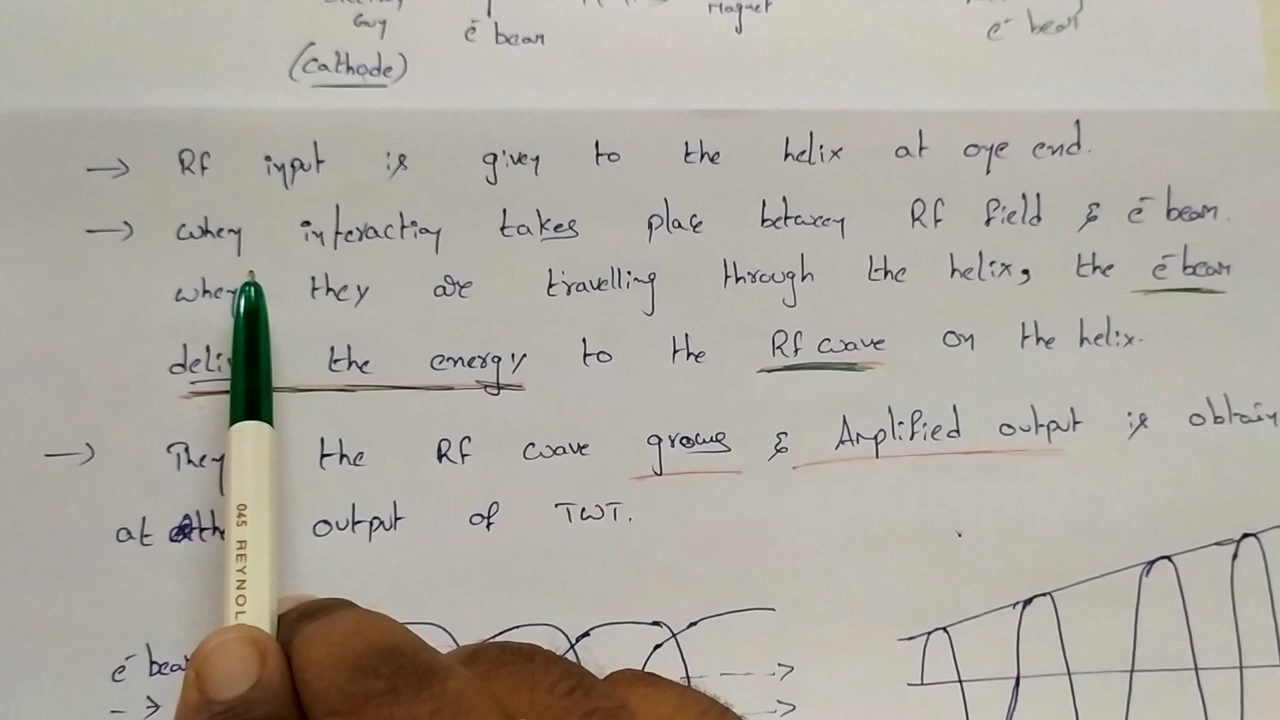 Gun
e⁻ beam
Magnet
e⁻ beam
(Cathode)
→ RF input is given to the helix at one end.
→ when interaction takes place between RF field & e⁻ beam.
when they are travelling through the helix, the e⁻ beam
the energy to the RF wave on the helix.
→ Then the RF wave grows & Amplified output is obtain
at output of TWT.
e⁻ beam
045 REYNOL